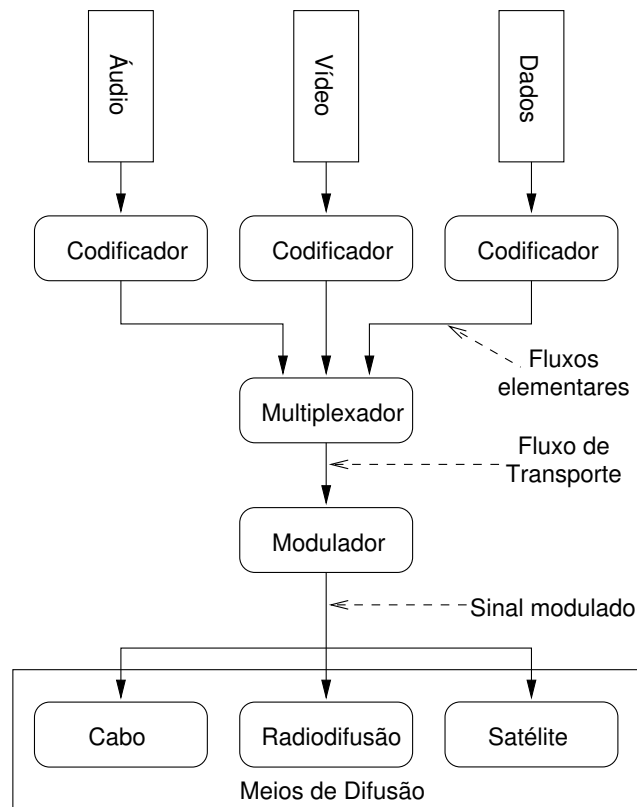 Áudio
Vídeo
Dados
Codificador
Codificador
Codificador
Fluxos
elementares
Multiplexador
Fluxo de
Transporte
Modulador
Sinal modulado
Cabo
Radiodifusão
Satélite
Meios de Difusão